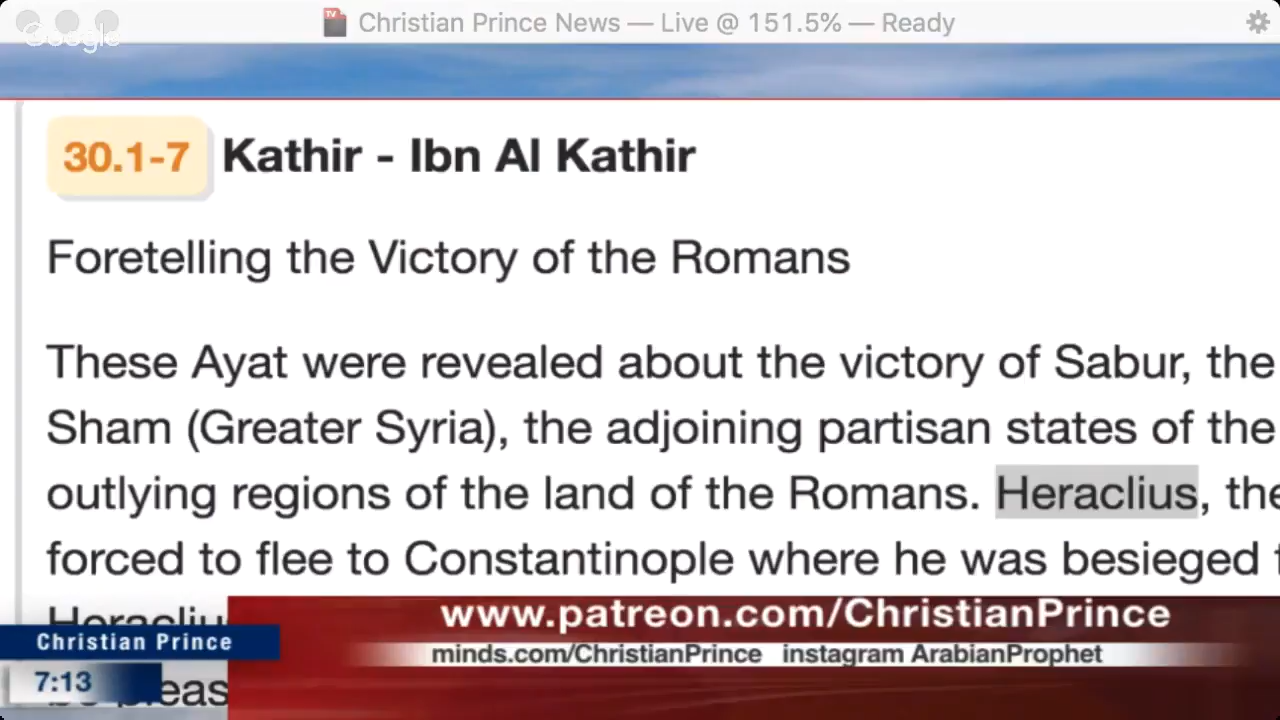 Google
Christian Prince News — Live @ 151.5% — Ready
30.1-7 Kathir - Ibn Al Kathir
Foretelling the Victory of the Romans
These Ayat were revealed about the victory of Sabur, the
Sham (Greater Syria), the adjoining partisan states of the
outlying regions of the land of the Romans. Heraclius, the
forced to flee to Constantinople where he was besieged
www.patreon.com/ChristianPrince
Christian Prince
minds.com/ChristianPrince instagram ArabianProphet
7:13